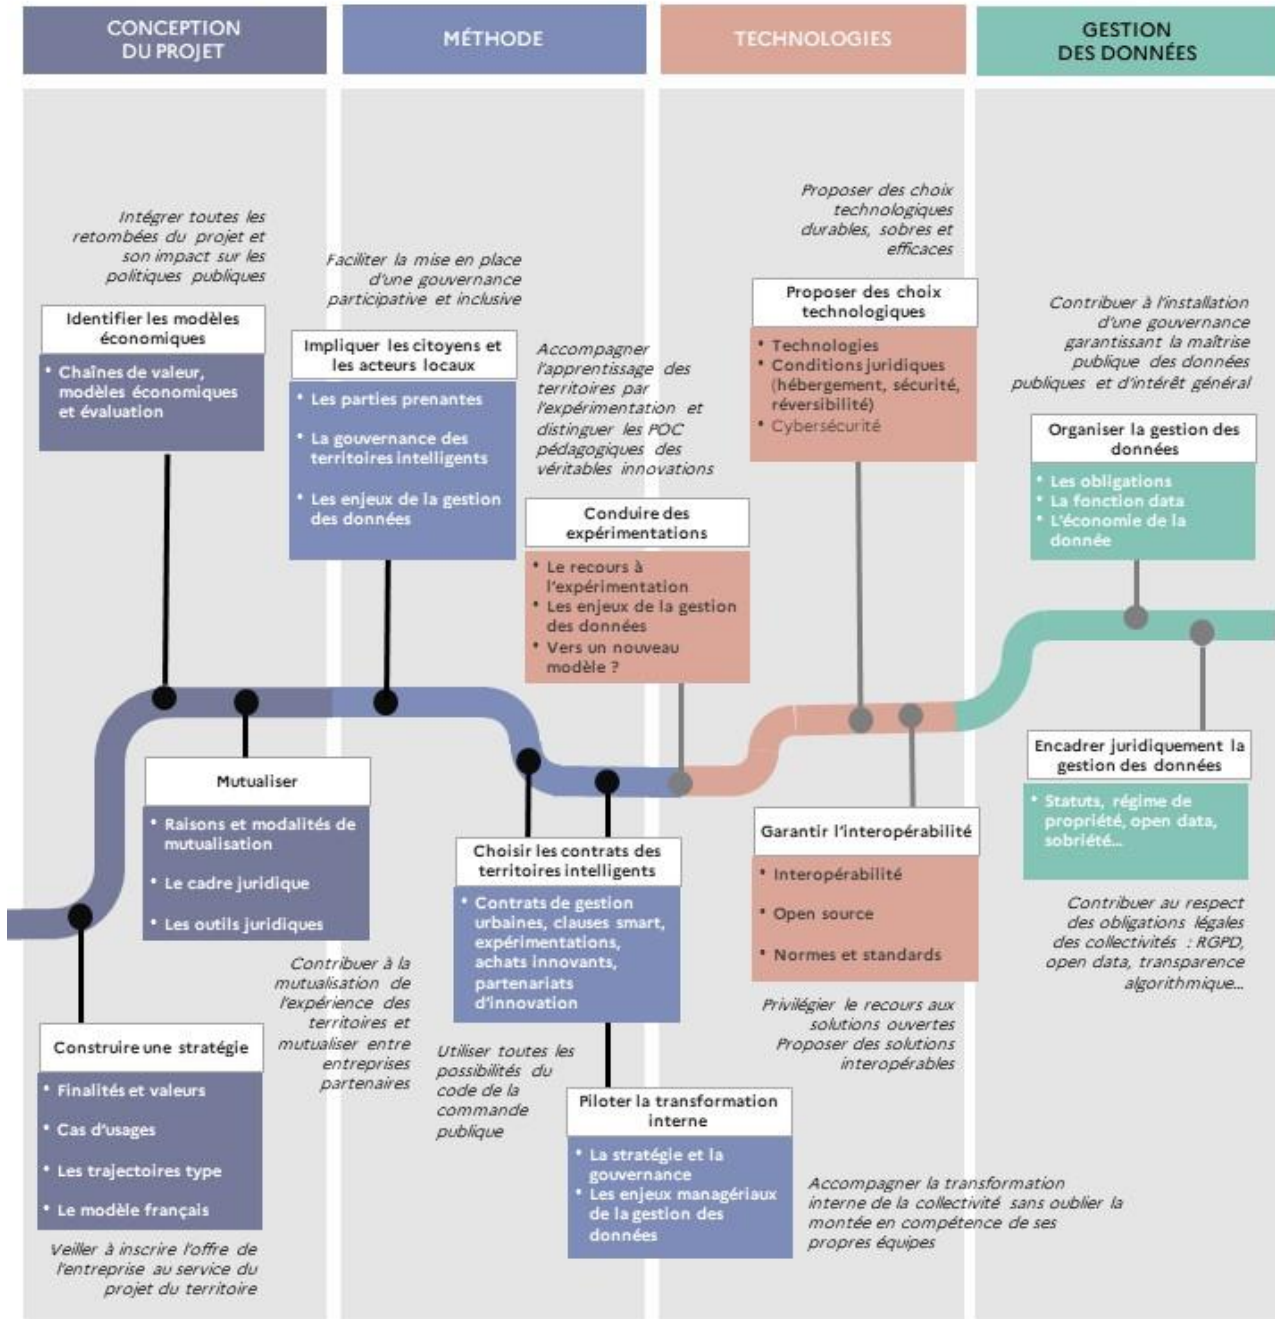 CONCEPTION
DU PROJET
MÉTHODE
TECHNOLOGIES
GESTION
DES DONNÉES
Intégrer toutes les
retombées du projet et
son impact sur les
politiques publiques
Identifier les modèles
économiques
• Chaînes de valeur,
modèles économiques
et évaluation
Mutualiser
• Raisons et modalités de
mutualisation
• Le cadre juridique
• Les outils juridiques
Contribuer à la
mutualisation de
l'expérience des
territoires et
mutualiser entre
entreprises
partenaires
Construire une stratégie
• Finalités et valeurs
• Cas d'usages
• Les trajectoires type
• Le modèle français
Veiller à inscrire l'offre de
l'entreprise au service du
projet du territoire
Faciliter la mise en place
d'une gouvernance
participative et inclusive
Impliquer les citoyens et
les acteurs locaux
• Les parties prenantes
• La gouvernance des
territoires intelligents
• Les enjeux de la gestion
des données
Choisir les contrats des
territoires intelligents
• Contrats de gestion
urbaines, clauses smart,
expérimentations,
achats innovants,
partenariats
d'innovation
Utiliser toutes les
possibilités du
code de la
commande
publique
Piloter la transformation
interne
• La stratégie et la
gouvernance
• Les enjeux managériaux
de la gestion des
données
Accompagner la transformation
interne de la collectivité sans oublier la
montée en compétence de ses
propres équipes
Accompagner
l'apprentissage des
territoires par
l'expérimentation et
distinguer les POC
pédagogiques des
véritables innovations
Conduire des
expérimentations
• Le recours à
l'expérimentation
• Les enjeux de la gestion
des données
• Vers un nouveau
modèle ?
Proposer des choix
technologiques
durables, sobres et
efficaces
Proposer des choix
technologiques
• Technologies
• Conditions juridiques
(hébergement, sécurité,
réversibilité)
• Cybersécurité
Garantir l'interopérabilité
• Interopérabilité
• Open source
• Normes et standards
Privilégier le recours aux
solutions ouvertes
Proposer des solutions
interopérables
Contribuer à l'installation
d'une gouvernance
garantissant la maîtrise
publique des données
publiques et d'intérêt général
Organiser la gestion des
données
• Les obligations
• La fonction data
• L'économie de la
donnée
Encadrer juridiquement la
gestion des données
• Statuts, régime de
propriété, open data,
sobriété...
Contribuer au respect
des obligations légales
des collectivités : RGPD,
open data, transparence
algorithmique...